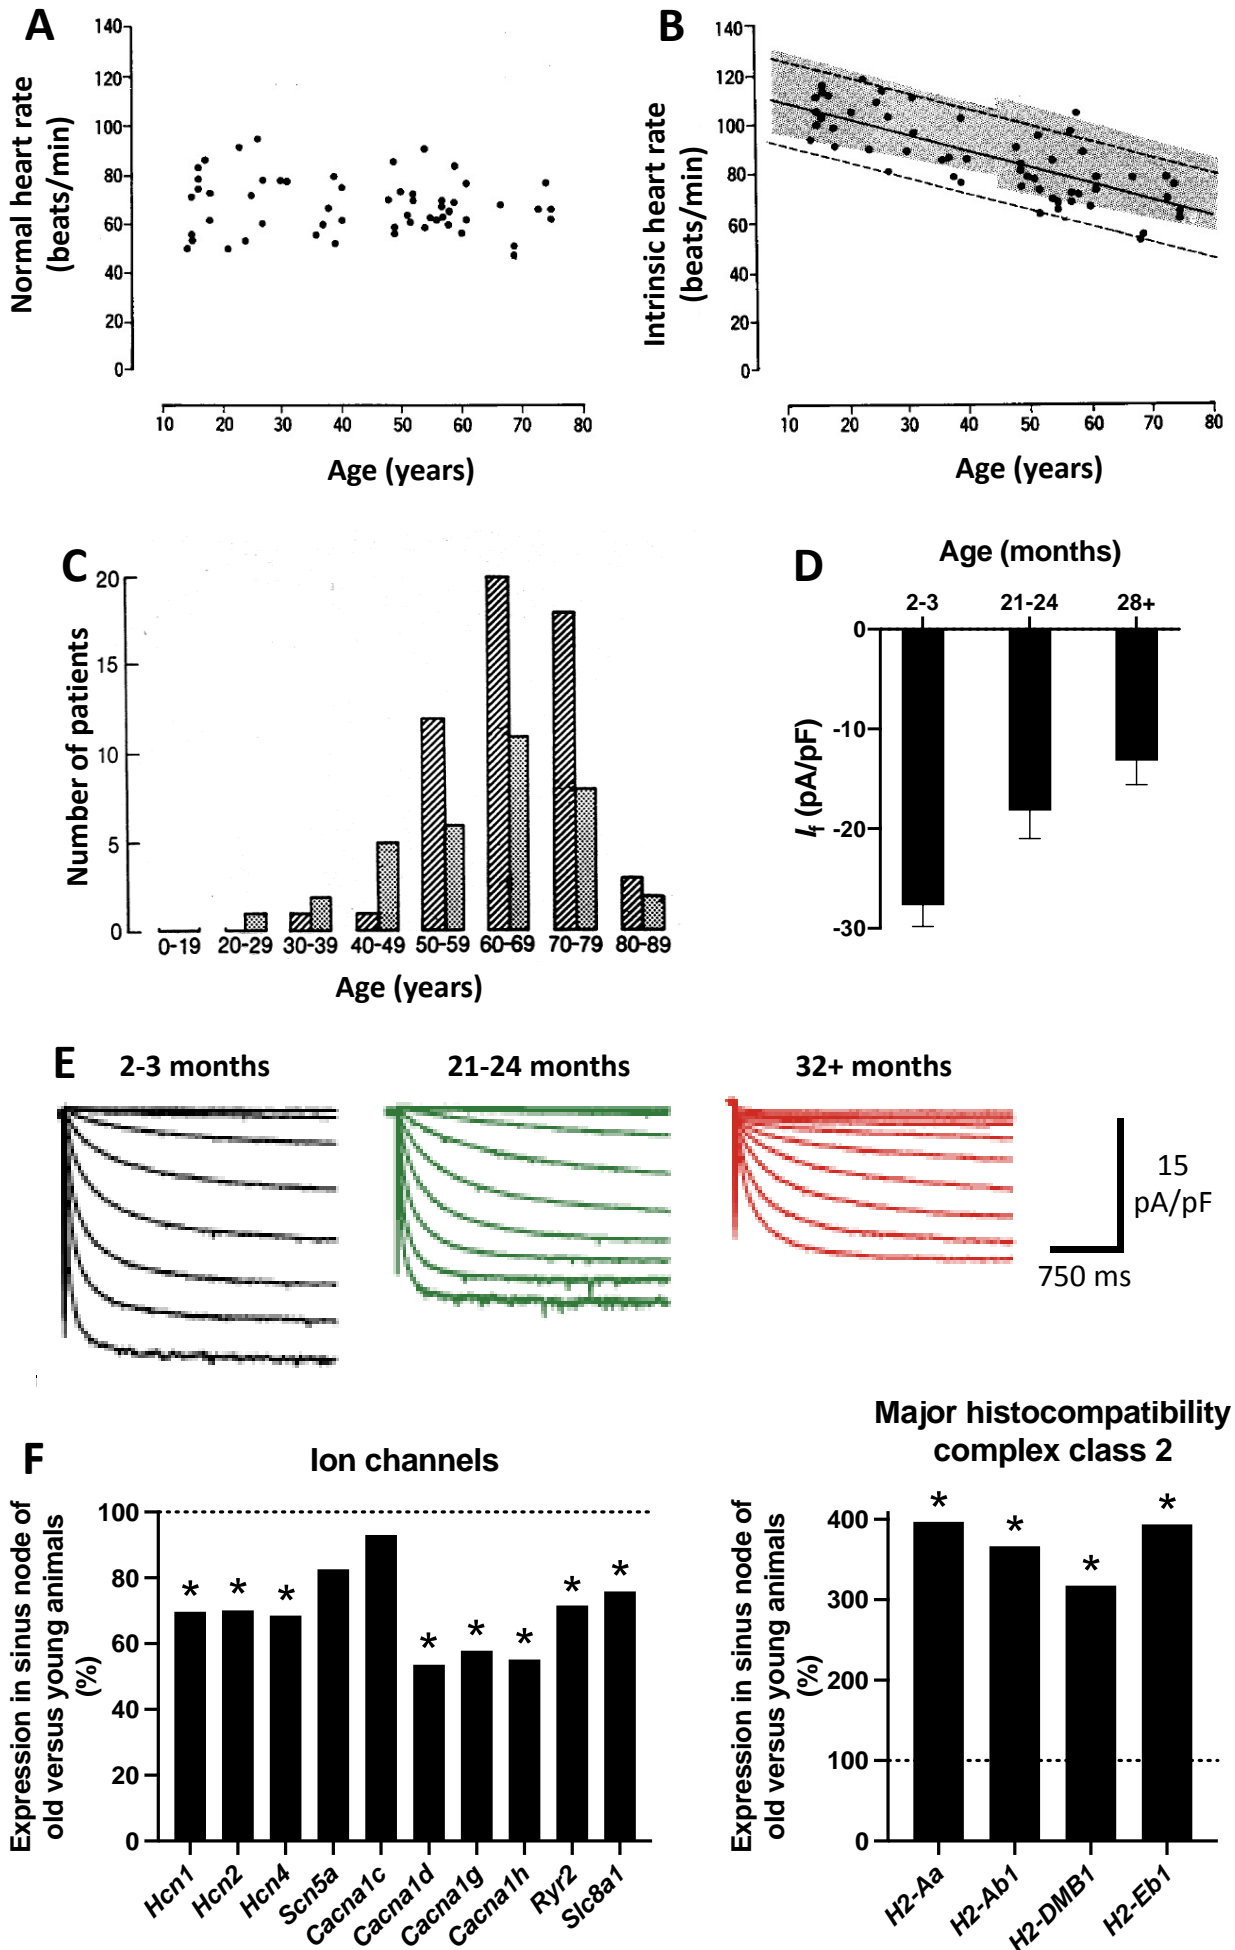 A
Normal heart rate
(beats/min)
140
120
100
80
60
40
20
0
10 20 30 40 50 60 70 80
Age (years)
B
Intrinsic heart rate
(beats/min)
140
120
100
80
60
40
20
0
10 20 30 40 50 60 70 80
Age (years)
C
Number of patients
20
15
10
5
0
0-19 20-29 30-39 40-49 50-59 60-69 70-79 80-89
Age (years)
D
Age (months)
2-3 21-24 28+
If (pA/pF)
0
-10
-20
-30
E
2-3 months
21-24 months
32+ months
15
pA/pF
750 ms
F
Ion channels
Expression in sinus node of
old versus young animals
(%)
100
80
60
40
20
0
* * * * * * * *
Hcn1 Hcn2 Hcn4 Scn5a Cacna1c Cacna1d Cacna1g Cacna1h Ryr2 Slc8a1
Major histocompatibility
complex class 2
Expression in sinus node of
old versus young animals
(%)
400
300
200
100
0
* * * *
H2-Aa H2-Ab1 H2-DMB1 H2-Eb1